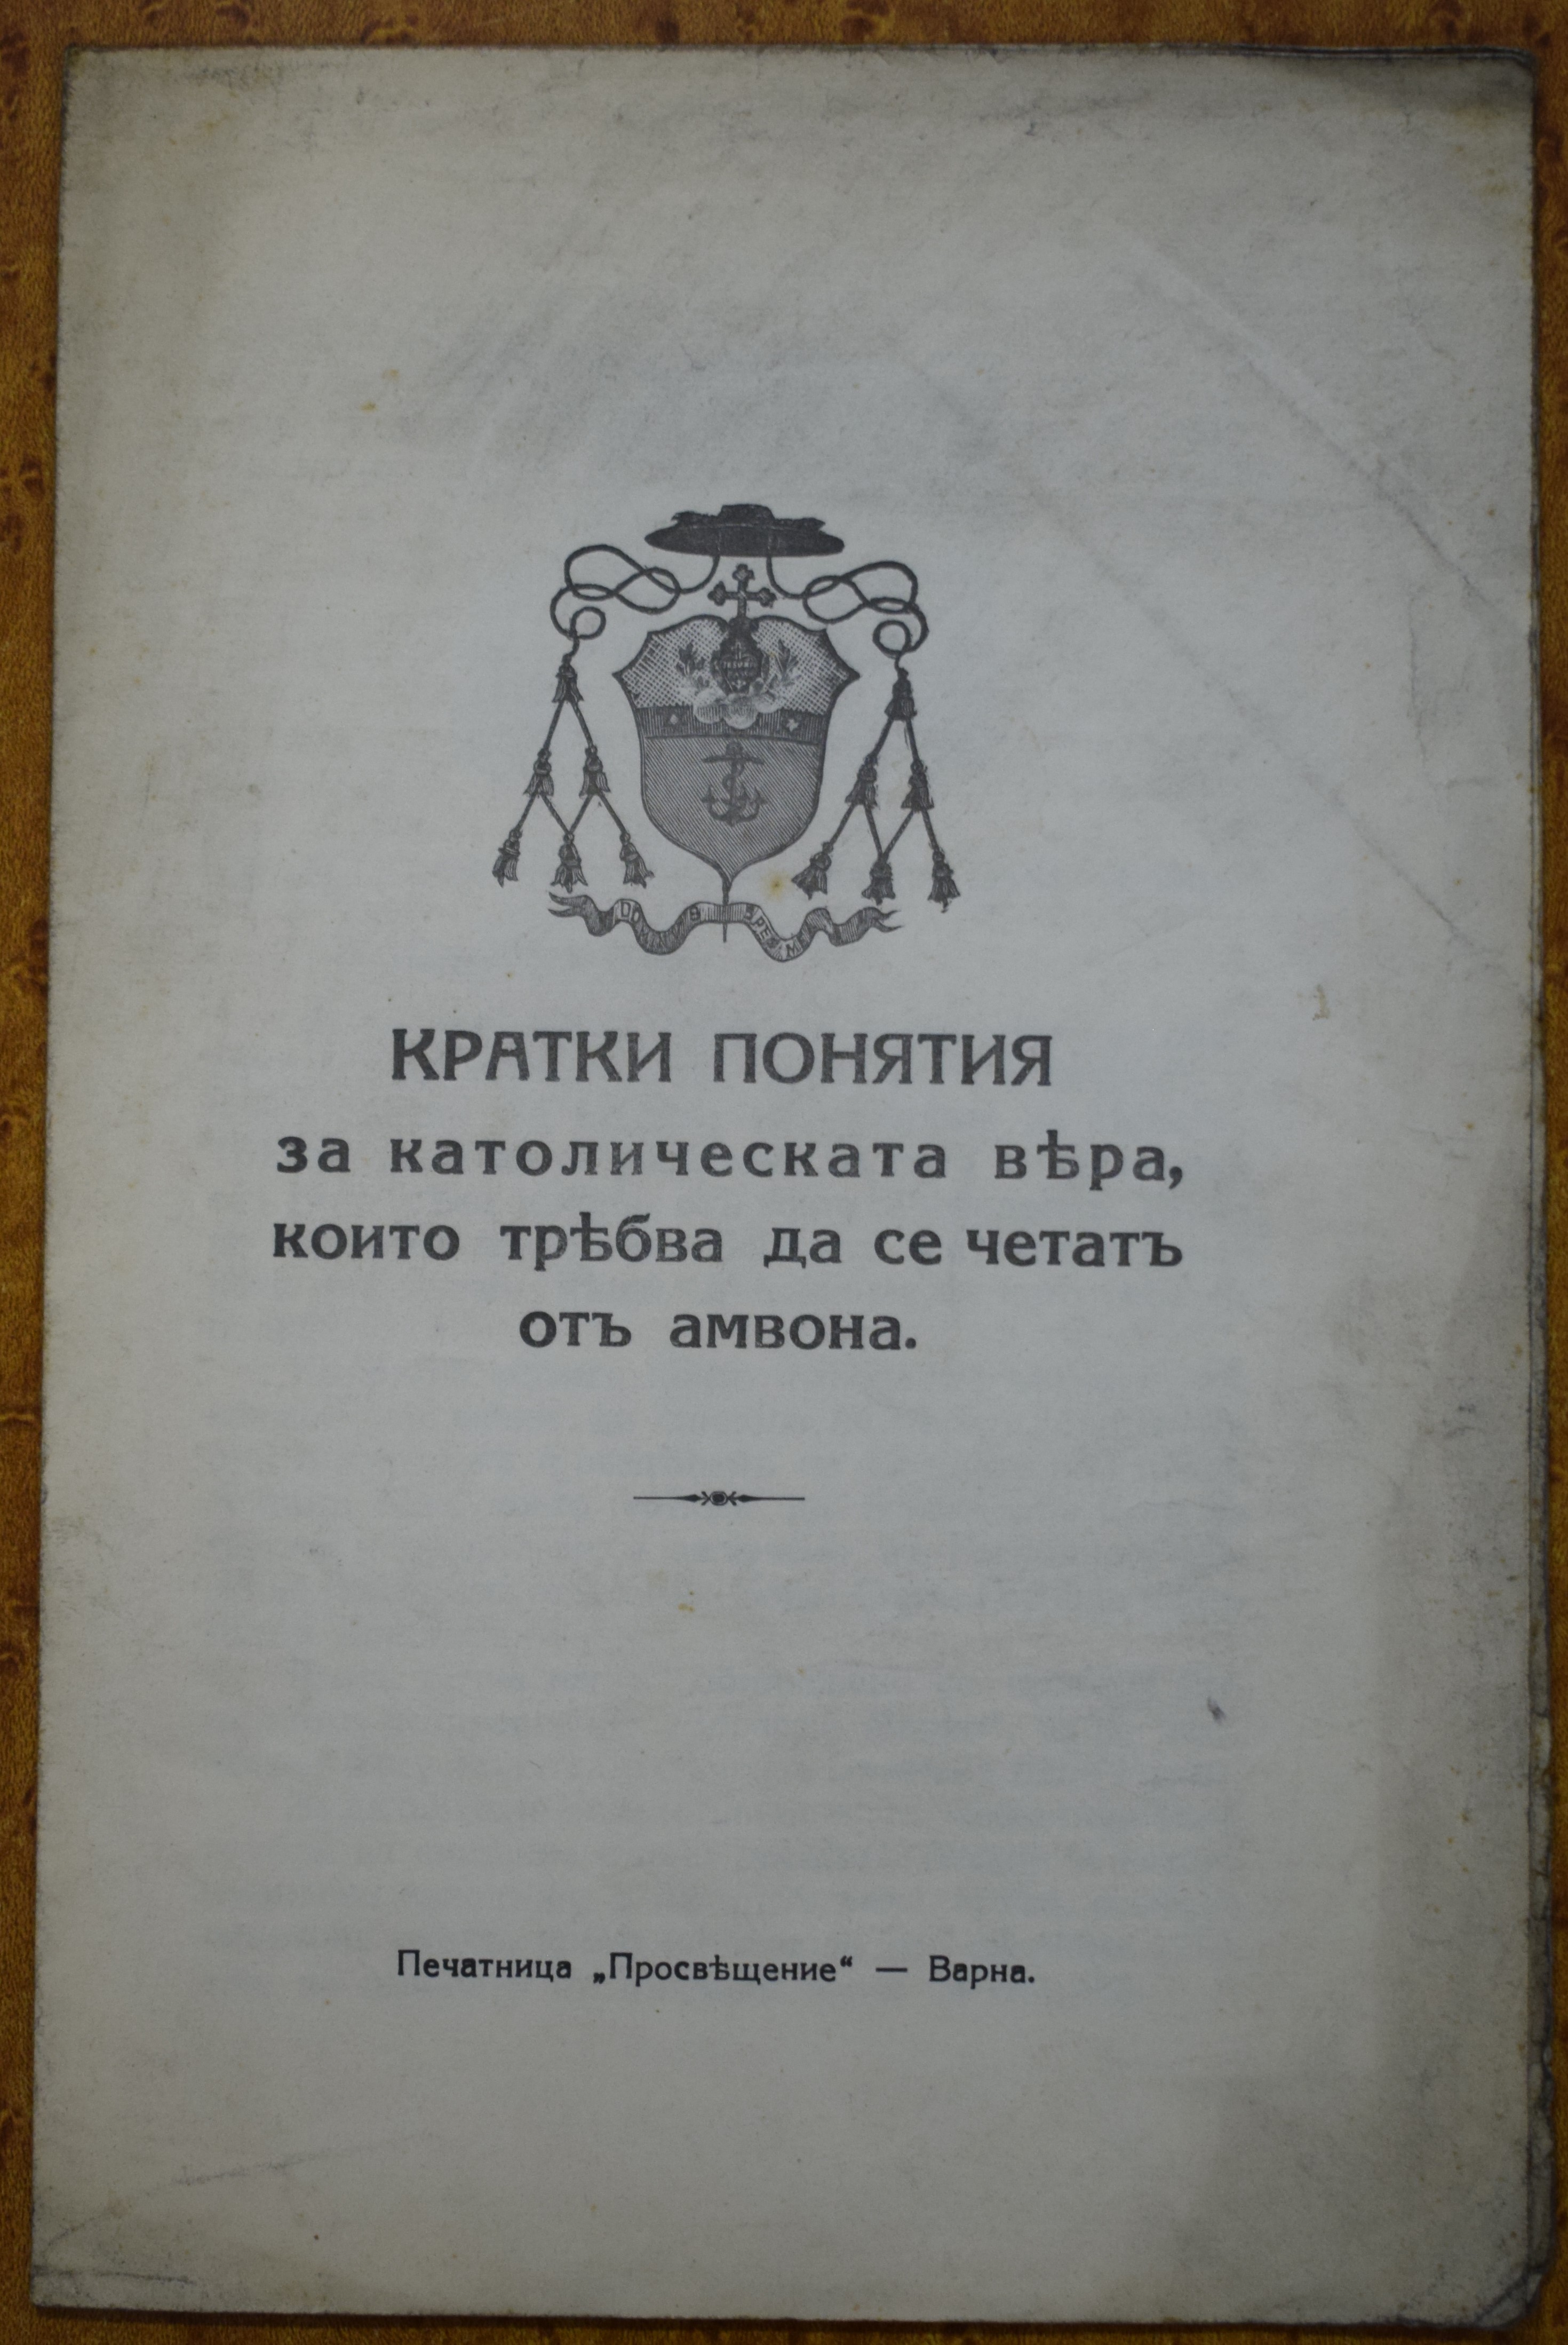 КРАТКИ ПОНЯТИЯ
за католическата вѣра,
които трѣбва да се четатъ
отъ амвона.
Печатница „Просвѣщение“ — Варна.